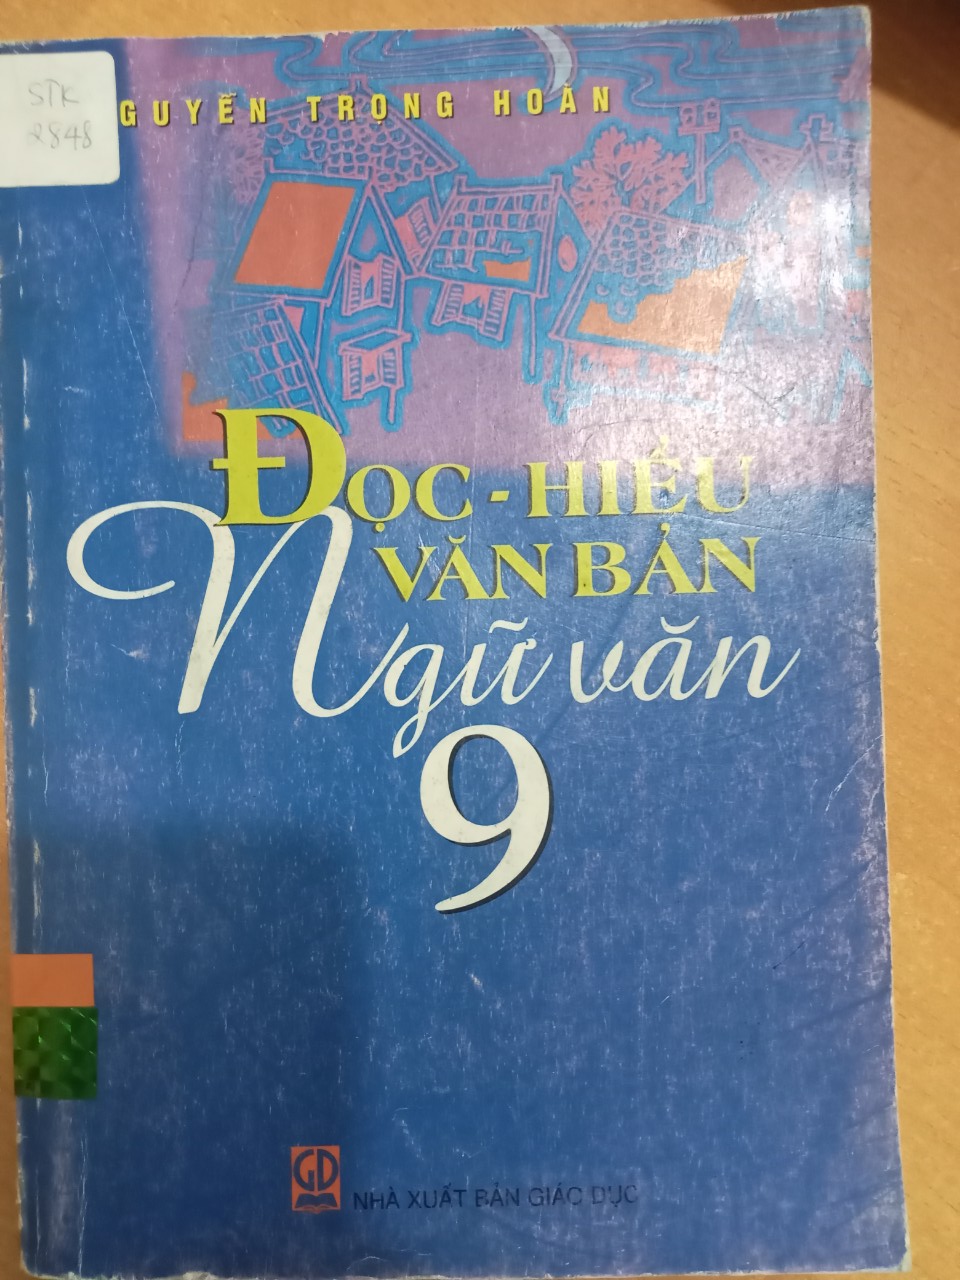 STK
2848
GUYỄN TRỌNG HOÀN
ĐỌC - HIỂU
VĂN BẢN
Ngữ văn
9
GD
NHÀ XUẤT BẢN GIÁO DỤC